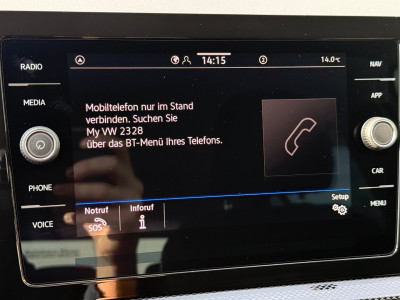 RADIO
MEDIA
PHONE
VOICE
14:15
2
14.0°C
Mobiltelefon nur im Stand
verbinden. Suchen Sie
My VW 2328
über das BT-Menü Ihres Telefons.
Notruf
SOS
Inforuf
i
Setup
NAV
APP
CAR
MENU